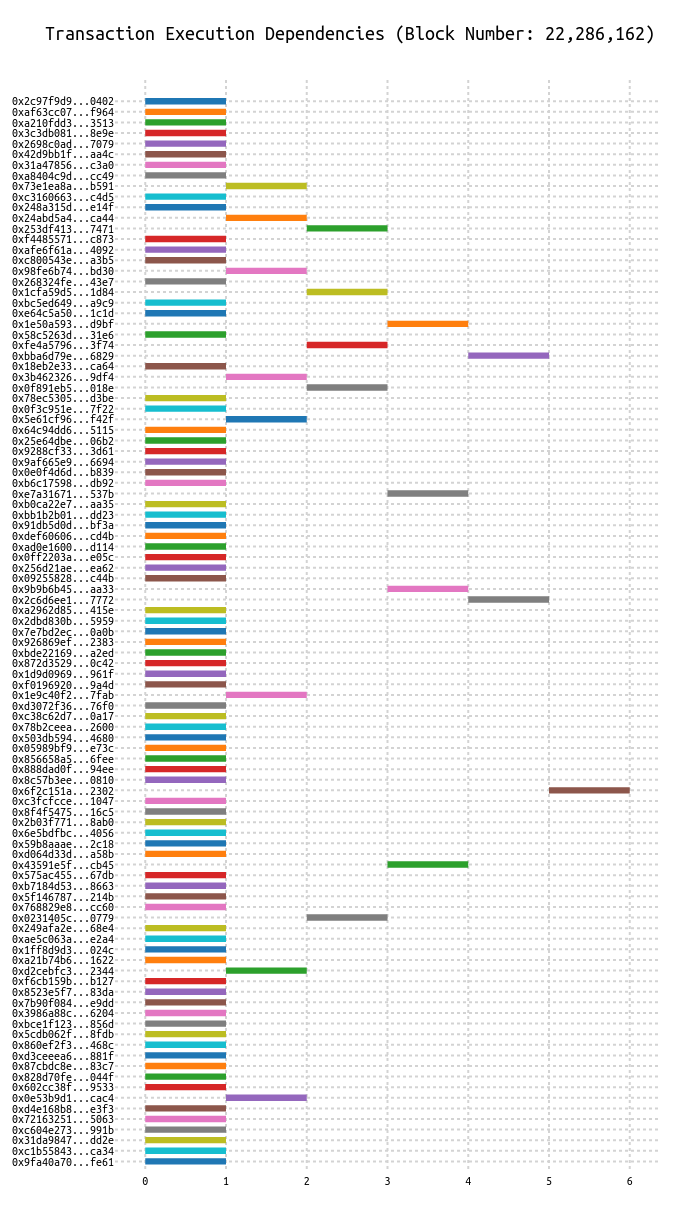 Transaction Execution Dependencies (Block Number: 22,286,162)
0x2c97f9d9...0402
0xaf63cc07...f964
0xa210fdd3...3513
0x3c3db081...8e9e
0x2698c0ad...7079
0x42d9bb1f...aa4c
0x31a47856...c3a0
0xa8404c9d...cc49
0x73e1ea8a...b591
0xc3160663...c4d5
0x248a315d...e14f
0x24abd5a4...ca44
0x253df413...7471
0xf4485571...c873
0xafe6f61a...4092
0xc800543e...a3b5
0x98fe6b74...bd30
0x268324fe...43e7
0x1cfa59d5...1d84
0xbc5ed649...a9c9
0xe64c5a50...1c1d
0x1e50a593...d9bf
0x58c5263d...31e6
0xfe4a5796...3f74
0xbba6d79e...6829
0x18eb2e33...ca64
0x3b462326...9df4
0x0f891eb5...018e
0x78ec5305...d3be
0x0f3c951e...7f22
0x5e61cf96...f42f
0x64c94dd6...5115
0x25e64dbe...06b2
0x9288cf33...3d61
0x9af665e9...6694
0x0e0f4d6d...b839
0xb6c17598...db92
0xe7a31671...537b
0xb0ca22e7...aa35
0xbb1b2b01...dd23
0x91db5d0d...bf3a
0xdef60606...cd4b
0xad0e1600...d114
0x0ff2203a...e05c
0x256d21ae...ea62
0x09255828...c44b
0x9b9b6b45...aa33
0x2c6d6ee1...7772
0xa2962d85...415e
0x2dbd830b...5959
0x7e7bd2ec...0a0b
0x926869ef...2383
0xbde22169...a2ed
0x872d3529...0c42
0x1d9d0969...961f
0xf0196920...9a4d
0x1e9c40f2...7fab
0xd3072f36...76f0
0xc38c62d7...0a17
0x78b2ceea...2600
0x503db594...4680
0x05989bf9...e73c
0x856658a5...6fee
0x888dad0f...94ee
0x8c57b3ee...0810
0x6f2c151a...2302
0xc3fcfcce...1047
0x8f4f5475...16c5
0x2b03f771...8ab0
0x6e5bdfbc...4056
0x59b8aaae...2c18
0xd064d33d...a58b
0x43591e5f...cb45
0x575ac455...67db
0xb7184d53...8663
0x5f146787...214b
0x768829e8...cc60
0x0231405c...0779
0x249afa2e...68e4
0xae5c063a...e2a4
0x1ff8d9d3...024c
0xa21b74b6...1622
0xd2cebfc3...2344
0xf6cb159b...b127
0x8523e5f7...83da
0x7b90f084...e9dd
0x3986a88c...6204
0xbce1f123...856d
0x5cdb062f...8fdb
0x860ef2f3...468c
0xd3ceeea6...881f
0x87cbdc8e...83c7
0x828d70fe...044f
0x602cc38f...9533
0x0e53b9d1...cac4
0xd4e168b8...e3f3
0x72163251...5063
0xc604e273...991b
0x31da9847...dd2e
0xc1b55843...ca34
0x9fa40a70...fe61
0 1 2 3 4 5 6